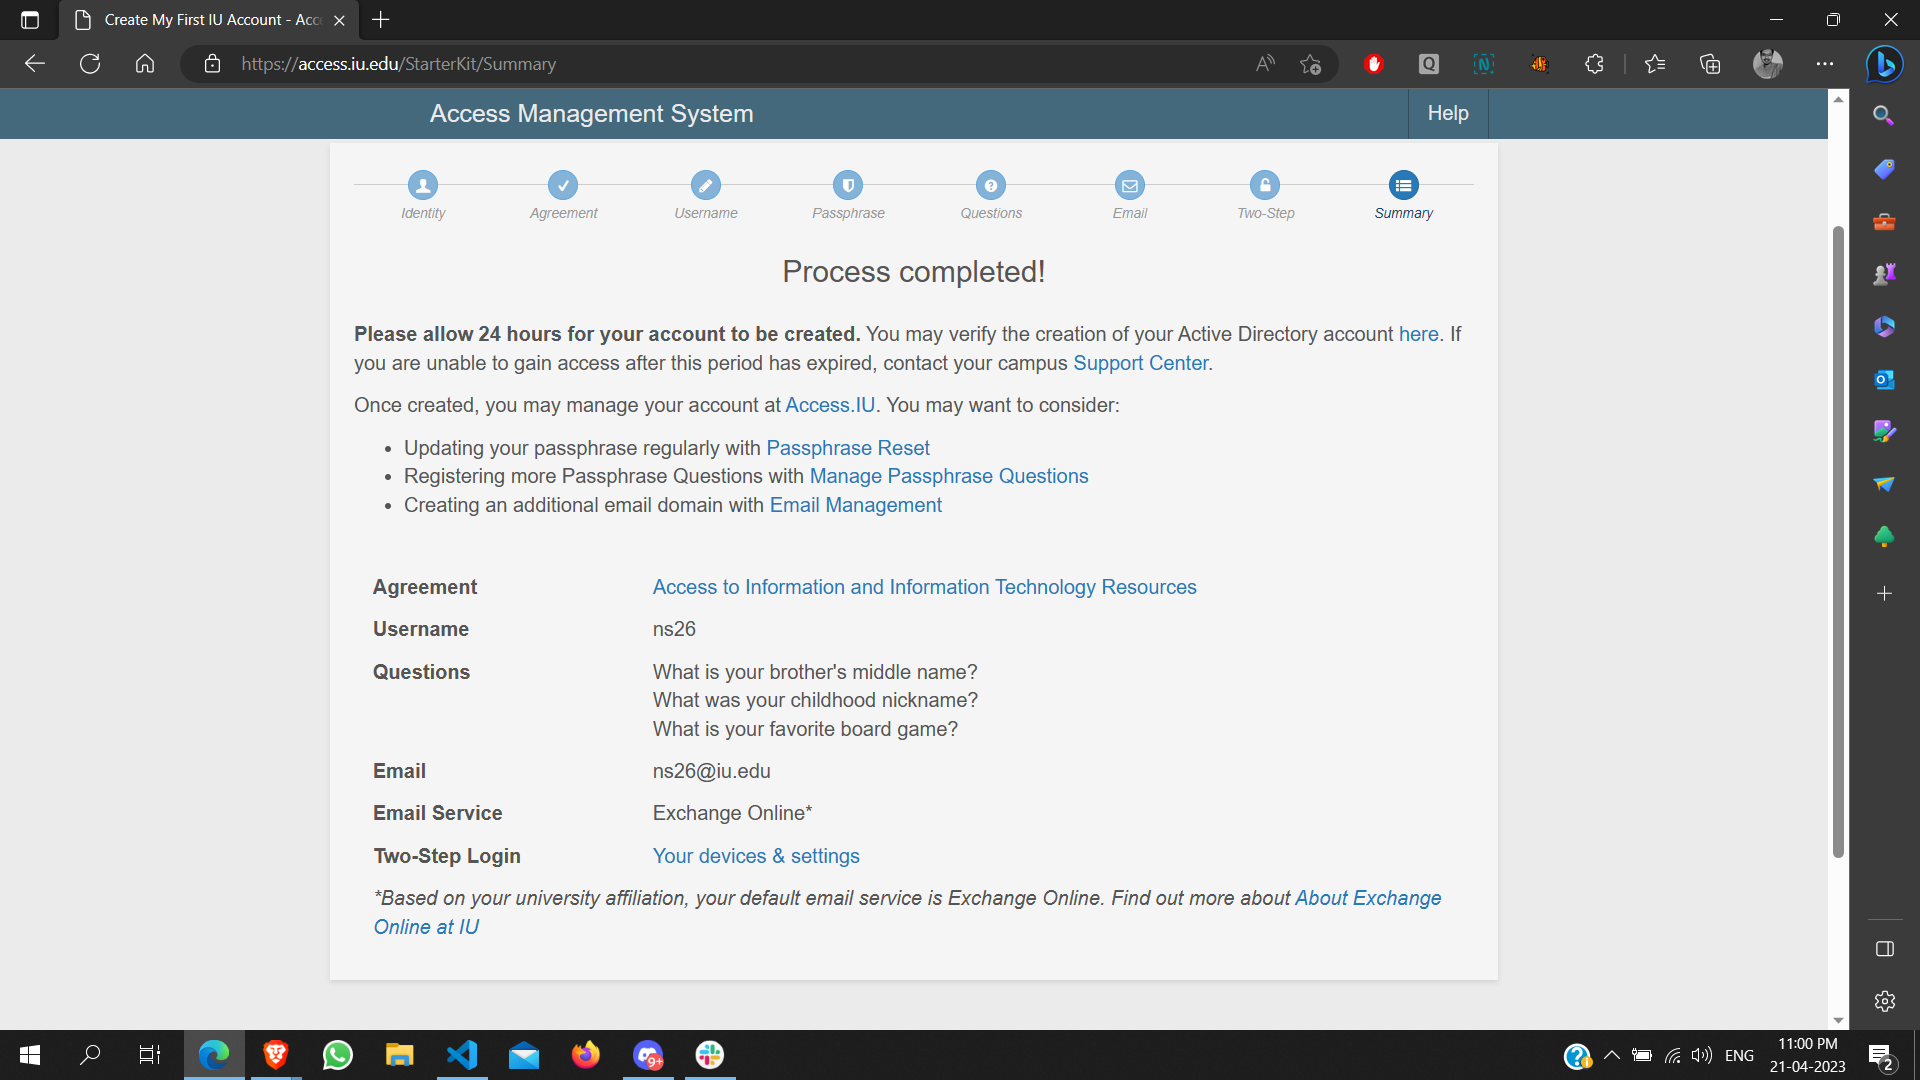 Create My First IU Account - Acc
https://access.iu.edu/StarterKit/Summary
Access Management System
Help
Identity
Agreement
Username
Passphrase
Questions
Email
Two-Step
Summary
Process completed!
Please allow 24 hours for your account to be created. You may verify the creation of your Active Directory account here. If
you are unable to gain access after this period has expired, contact your campus Support Center.
Once created, you may manage your account at Access.IU. You may want to consider:
• Updating your passphrase regularly with Passphrase Reset
• Registering more Passphrase Questions with Manage Passphrase Questions
• Creating an additional email domain with Email Management
Agreement Access to Information and Information Technology Resources
Username ns26
Questions What is your brother's middle name?
What was your childhood nickname?
What is your favorite board game?
Email ns26@iu.edu
Email Service Exchange Online*
Two-Step Login Your devices & settings
*Based on your university affiliation, your default email service is Exchange Online. Find out more about About Exchange
Online at IU
9+
ENG
11:00 PM
21-04-2023
2